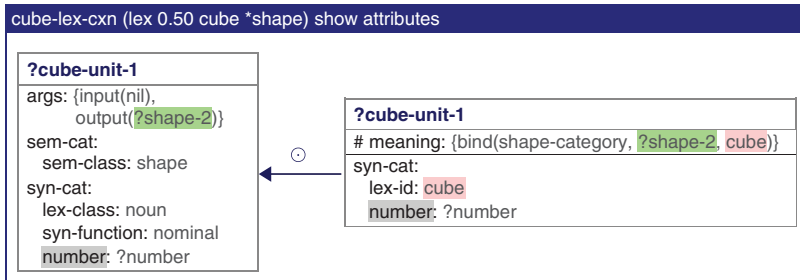 cube-lex-cxn (lex 0.50 cube *shape) show attributes
?cube-unit-1
args: {input(nil),
output(?shape-2)}
sem-cat:
sem-class: shape
syn-cat:
lex-class: noun
syn-function: nominal
number: ?number
⊙
?cube-unit-1
# meaning: {bind(shape-category, ?shape-2, cube)}
syn-cat:
lex-id: cube
number: ?number